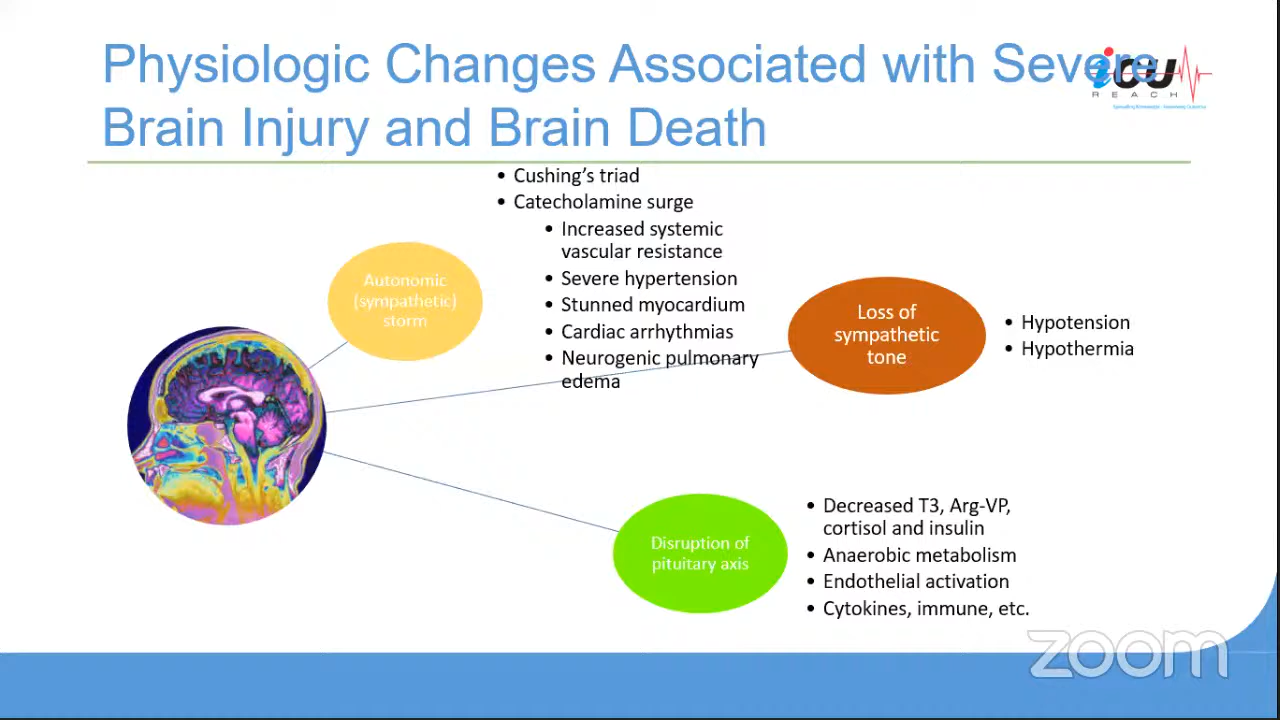 Physiologic Changes Associated with Severe
Brain Injury and Brain Death
iCU
REACH
• Cushing's triad
• Catecholamine surge
• Increased systemic
vascular resistance
• Severe hypertension
• Stunned myocardium
• Cardiac arrhythmias
• Neurogenic pulmonary
edema
Autonomic
(sympathetic)
storm
Loss of
sympathetic
tone
• Hypotension
• Hypothermia
Disruption of
pituitary axis
• Decreased T3, Arg-VP,
cortisol and insulin
• Anaerobic metabolism
• Endothelial activation
• Cytokines, immune, etc.
zoom